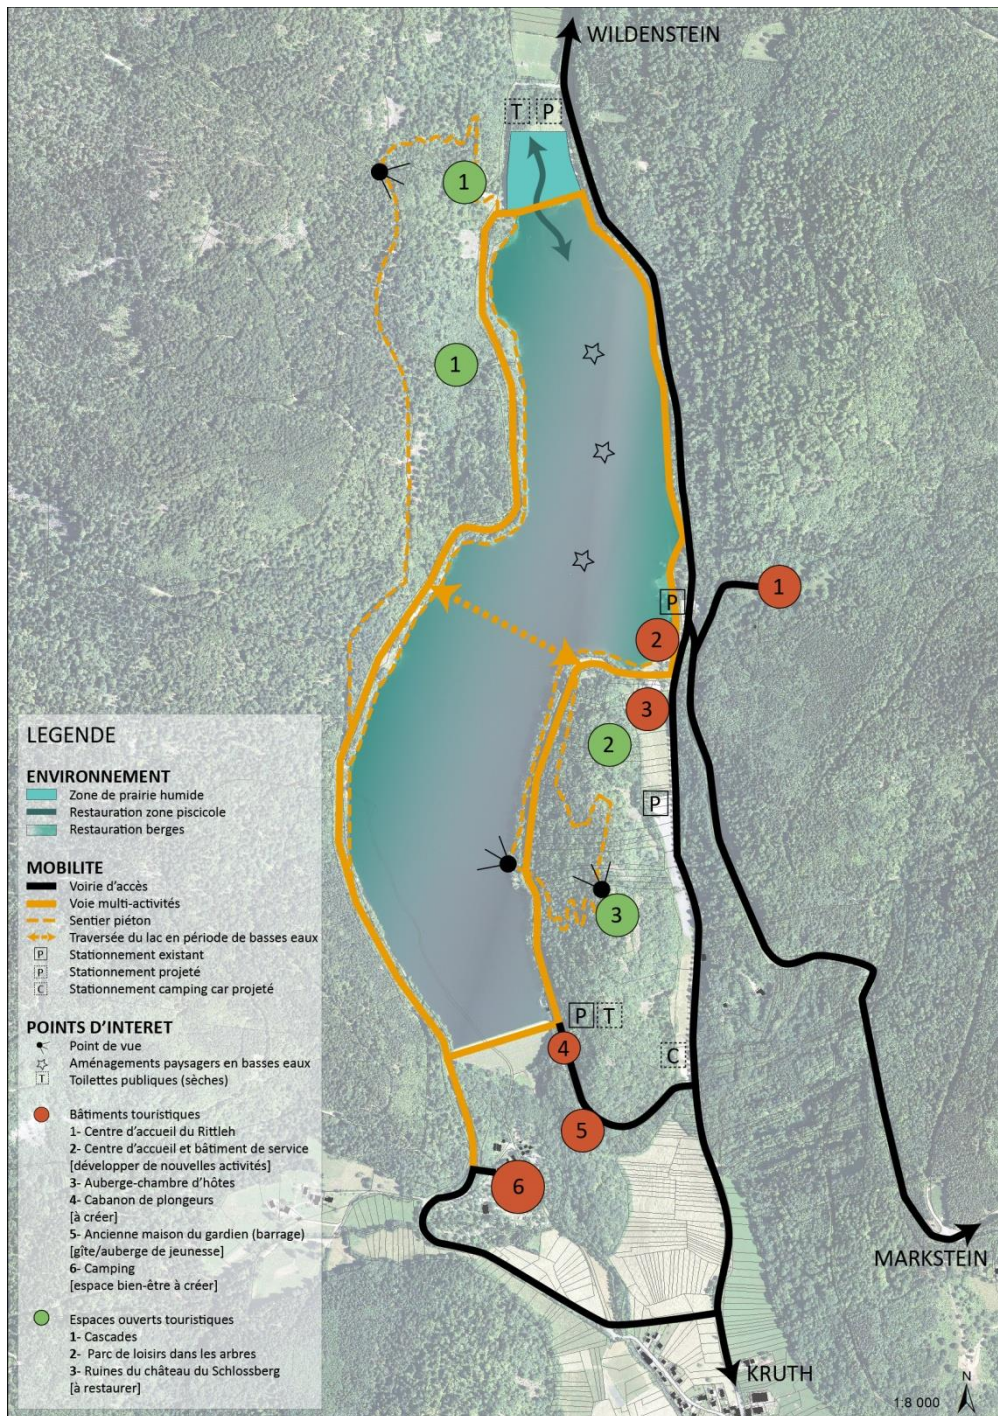 WILDENSTEIN
T P
1
1
1
P
2
3
2
P
3
P T
4
C
5
6
MARKSTEIN
KRUTH
N
1:8 000
LEGENDE
ENVIRONNEMENT
Zone de prairie humide
Restauration zone piscicole
Restauration berges
MOBILITE
Voirie d'accès
Voie multi-activités
Sentier piéton
Traversée du lac en période de basses eaux
P Stationnement existant
P Stationnement projeté
C Stationnement camping car projeté
POINTS D'INTERET
Point de vue
Aménagements paysagers en basses eaux
T Toilettes publiques (sèches)
Bâtiments touristiques
1- Centre d'accueil du Rittleh
2- Centre d'accueil et bâtiment de service
[développer de nouvelles activités]
3- Auberge-chambre d'hôtes
4- Cabanon de plongeurs
[à créer]
5- Ancienne maison du gardien (barrage)
[gîte/auberge de jeunesse]
6- Camping
[espace bien-être à créer]
Espaces ouverts touristiques
1- Cascades
2- Parc de loisirs dans les arbres
3- Ruines du château du Schlossberg
[à restaurer]